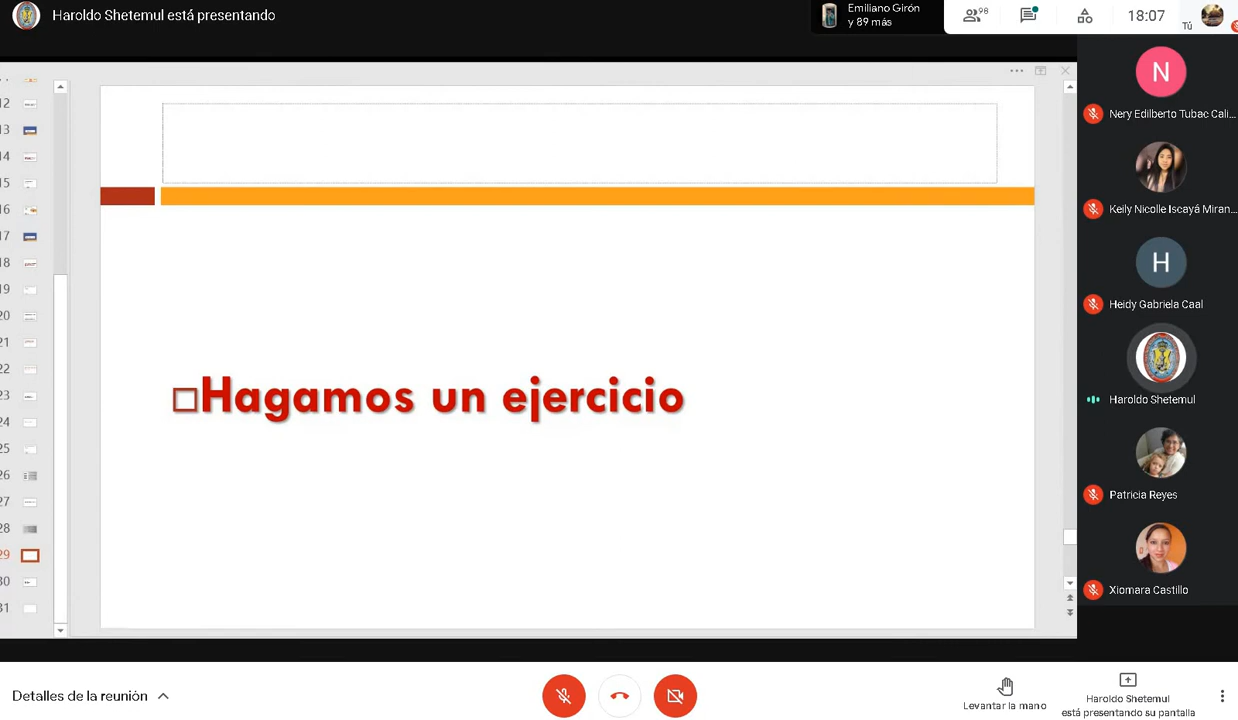 Haroldo Shetemul está presentando
Emiliano Girón
y 89 más
98
18:07
Tú
N
Nery Edilberto Tubac Cali...
Keily Nicolle Iscayá Miran...
H
Heidy Gabriela Caal
Haroldo Shetemul
Patricia Reyes
Xiomara Castillo
12
13
14
15
16
17
18
19
20
21
22
23
24
25
26
27
28
29
30
31
Hagamos un ejercicio
Detalles de la reunión
Levantar la mano
Haroldo Shetemul
está presentando su pantalla